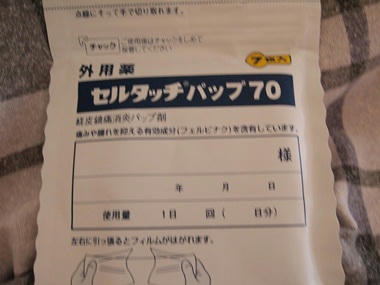 点線にそって手で切り取れます。
チャック
ご使用後はチャックをしめて
保管してください
7枚入
外用薬
セルタッチ®パップ70
経皮鎮痛消炎パップ剤
痛みや腫れを抑える有効成分(フェルビナク)を含有しています。
様
年 月 日
使用量 1日 回( 日分)
左右に引っ張るとフィルムがはがれます。